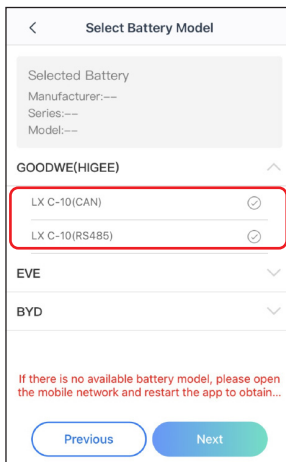 Select Battery Model
Selected Battery
Manufacturer:--
Series:--
Model:--
GOODWE(HIGEE)
LX C-10(CAN)
LX C-10(RS485)
EVE
BYD
If there is no available battery model, please open
the mobile network and restart the app to obtain...
Previous
Next